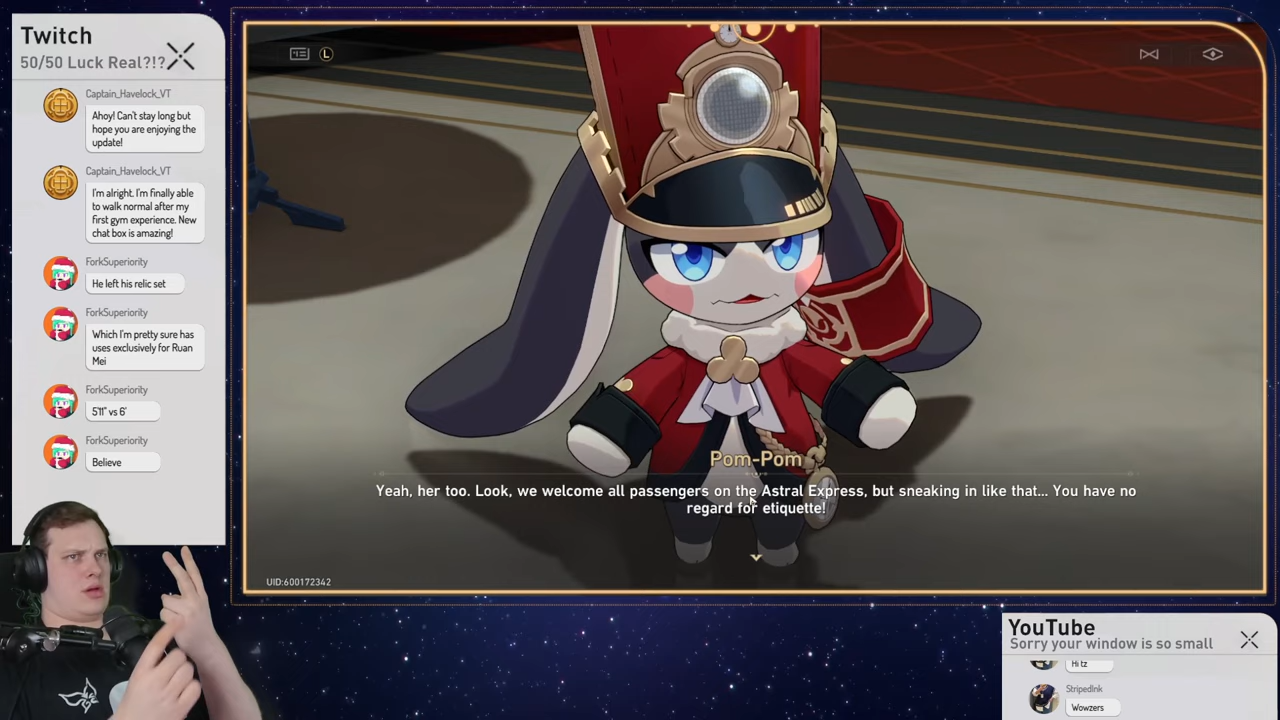 Twitch
50/50 Luck Real?!?
Captain_Havelock_VT
Ahoy! Can't stay long but
hope you are enjoying the
update!
Captain_Havelock_VT
I'm alright. I'm finally able
to walk normal after my
first gym experience. New
chat box is amazing!
ForkSuperiority
He left his relic set
ForkSuperiority
Which I'm pretty sure has
uses exclusively for Ruan
Mei
ForkSuperiority
5'11" vs 6'
ForkSuperiority
Believe
L
Pom-Pom
Yeah, her too. Look, we welcome all passengers on the Astral Express, but sneaking in like that... You have no
regard for etiquette!
UID:600172342
YouTube
Sorry your window is so small
Hi tz
StripedInk
Wowzers